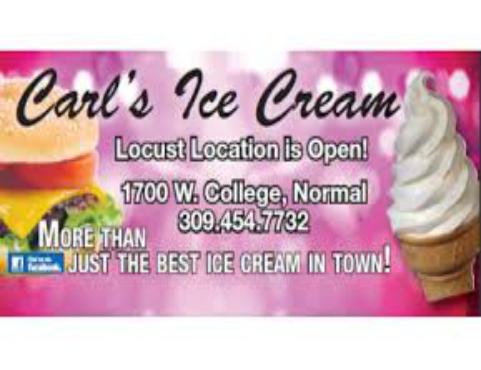 Carl's Ice Cream
Locust Location is Open!
1700 W. College, Normal
309.454.7732
MORE THAN
JUST THE BEST ICE CREAM IN TOWN!
facebook